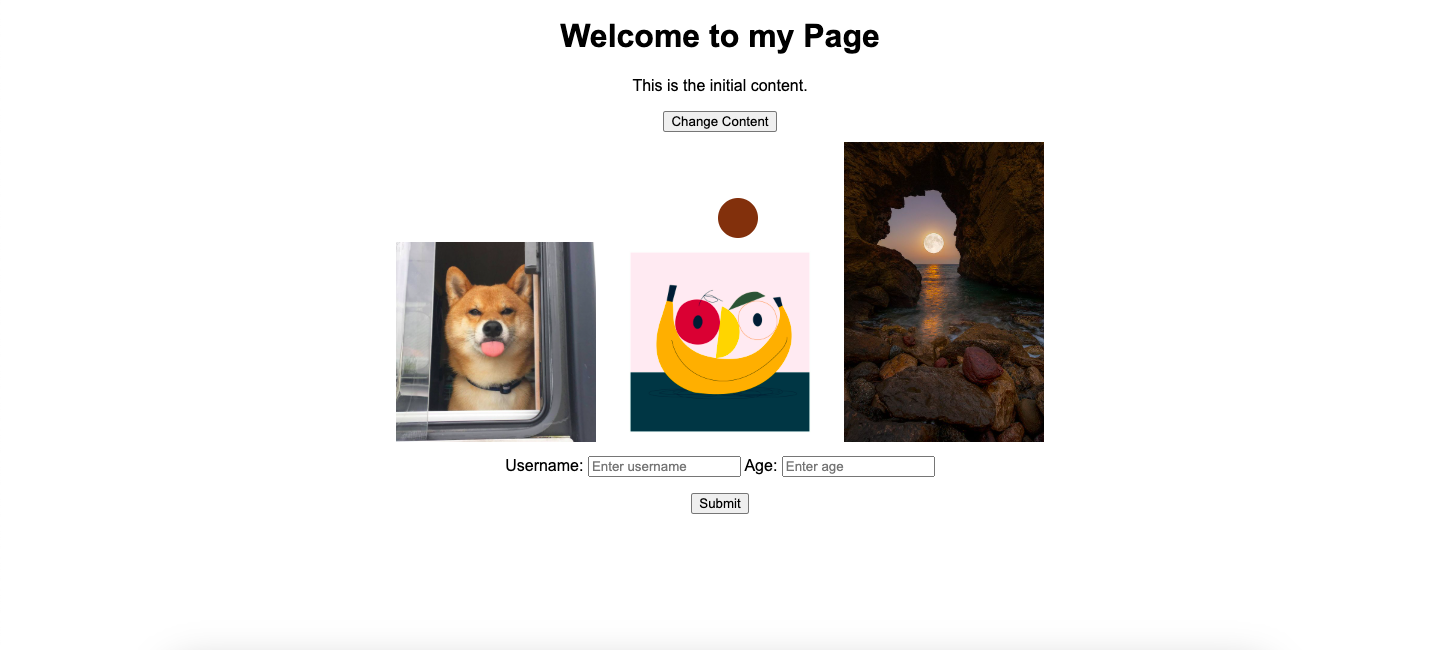 Welcome to my Page
This is the initial content.
Change Content
Username: Enter username Age: Enter age
Submit